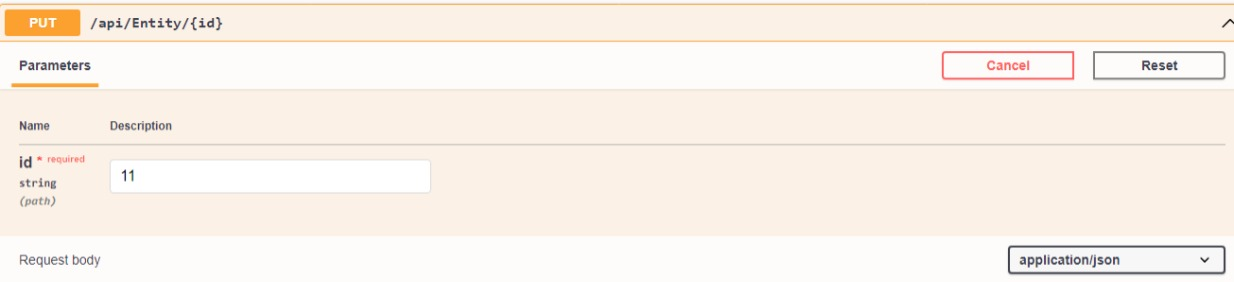 PUT /api/Entity/{id}
Parameters Cancel Reset
Name Description
id * required
string
(path)
11
Request body application/json